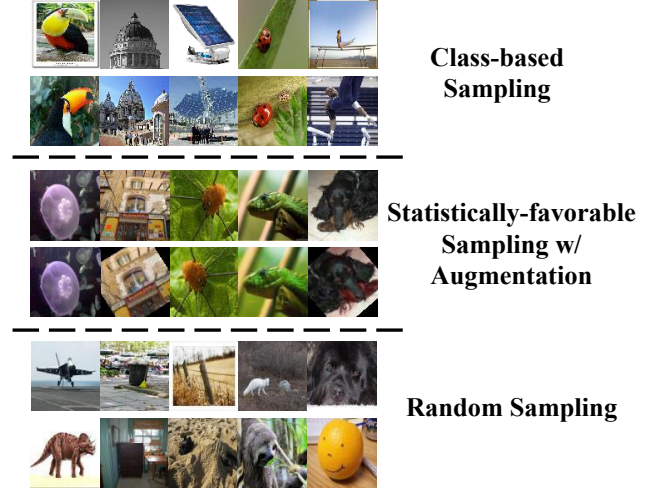 Class-based
Sampling
Statistically-favorable
Sampling w/
Augmentation
Random Sampling